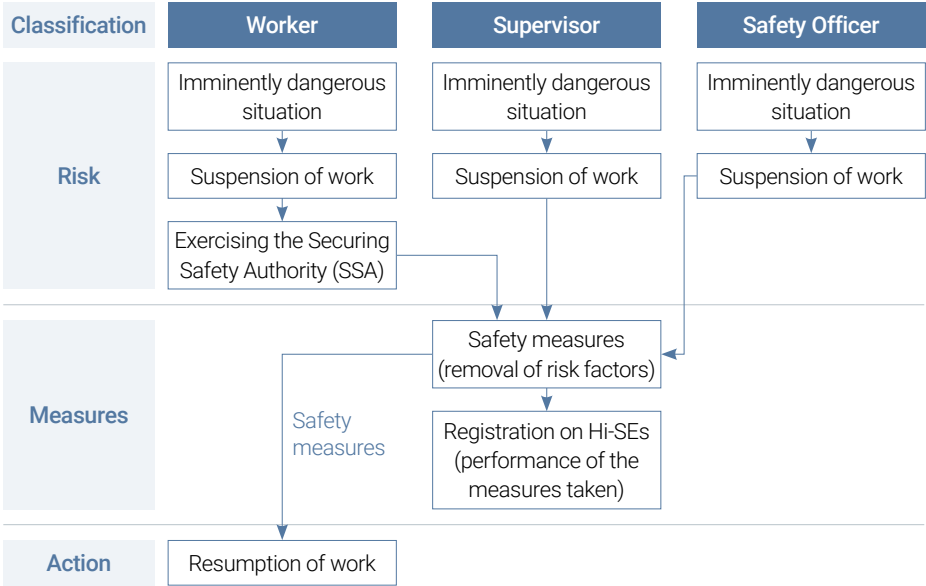 Classification
Worker
Supervisor
Safety Officer
Risk
Imminently dangerous
situation
Imminently dangerous
situation
Imminently dangerous
situation
Suspension of work
Suspension of work
Suspension of work
Exercising the Securing
Safety Authority (SSA)
Measures
Safety measures
(removal of risk factors)
Safety
measures
Registration on Hi-SEs
(performance of the
measures taken)
Action
Resumption of work